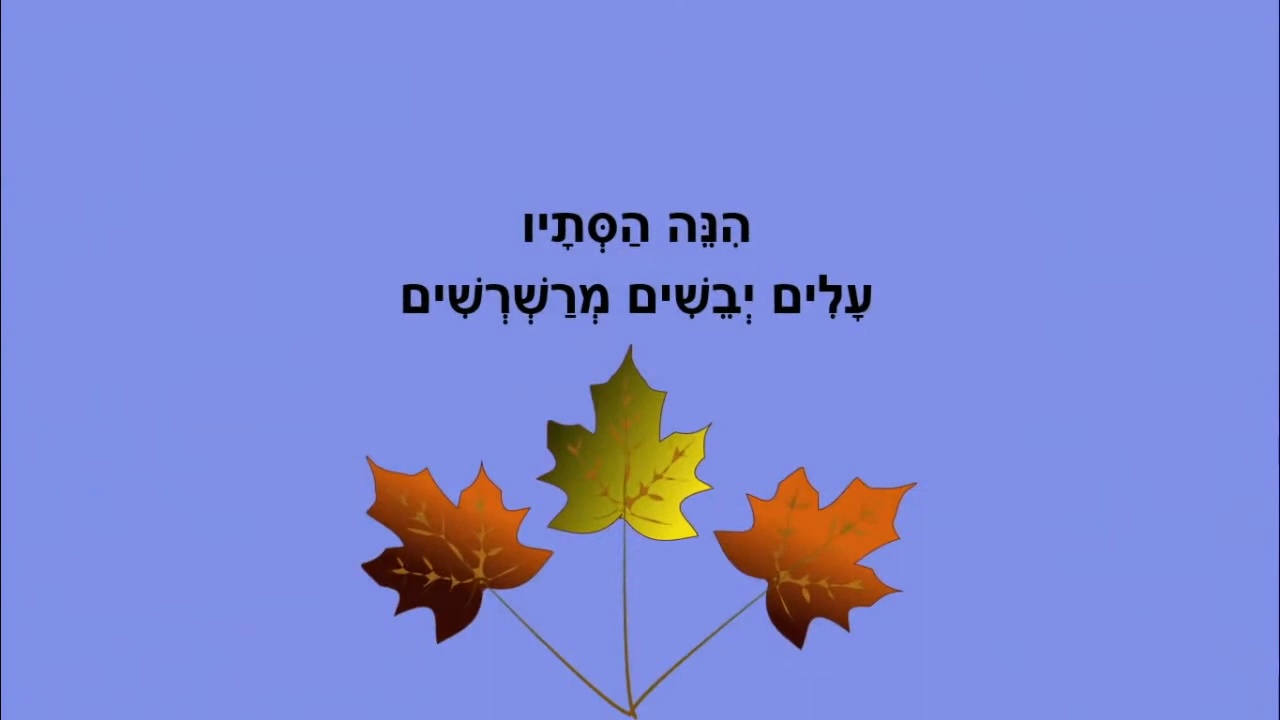 הִנֵּה הַסְּתָיו
עָלִים יְבֵשִׁים מְרַשְׁרְשִׁים